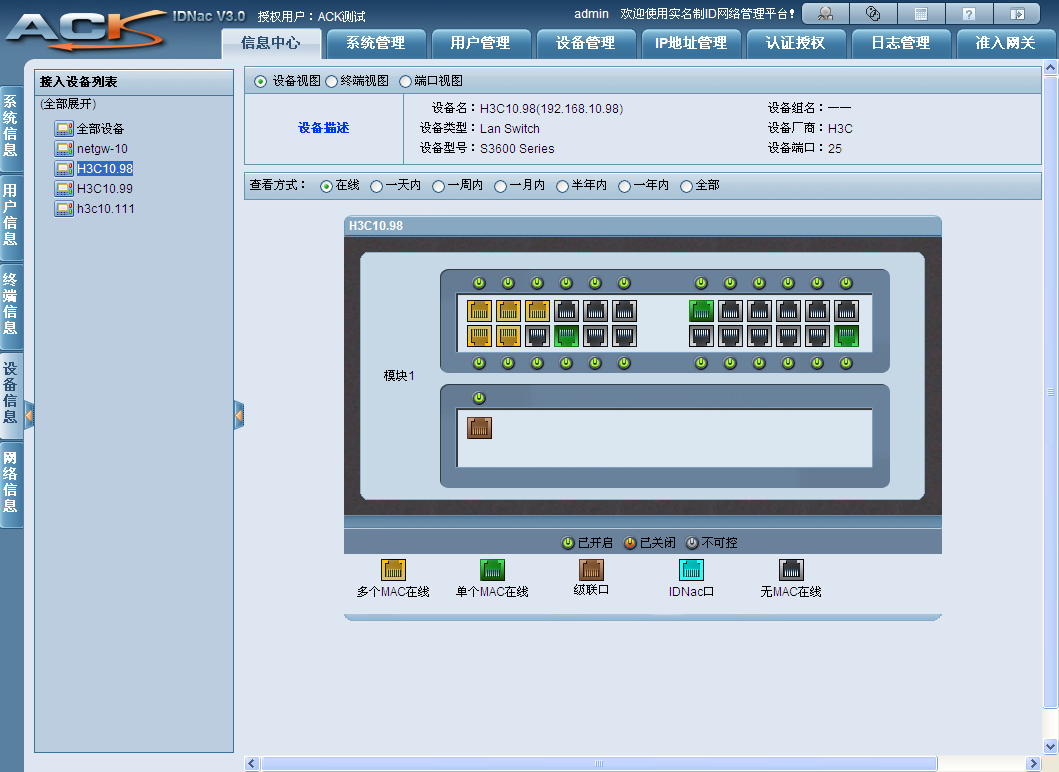 ACK IDNac V3.0 授权用户：ACK测试
admin 欢迎使用实名制ID网络管理平台!
信息中心 系统管理 用户管理 设备管理 IP地址管理 认证授权 日志管理 准入网关
系统信息
用户信息
终端信息
设备信息
网络信息
接入设备列表
(全部展开)
全部设备
netgw-10
H3C10.98
H3C10.99
h3c10.111
设备视图 终端视图 端口视图
设备描述
设备名：H3C10.98(192.168.10.98) 设备组名：一一
设备类型：Lan Switch 设备厂商：H3C
设备型号：S3600 Series 设备端口：25
查看方式： 在线 一天内 一周内 一月内 半年内 一年内 全部
H3C10.98
模块1
已开启 已关闭 不可控
多个MAC在线 单个MAC在线 级联口 IDNac口 无MAC在线